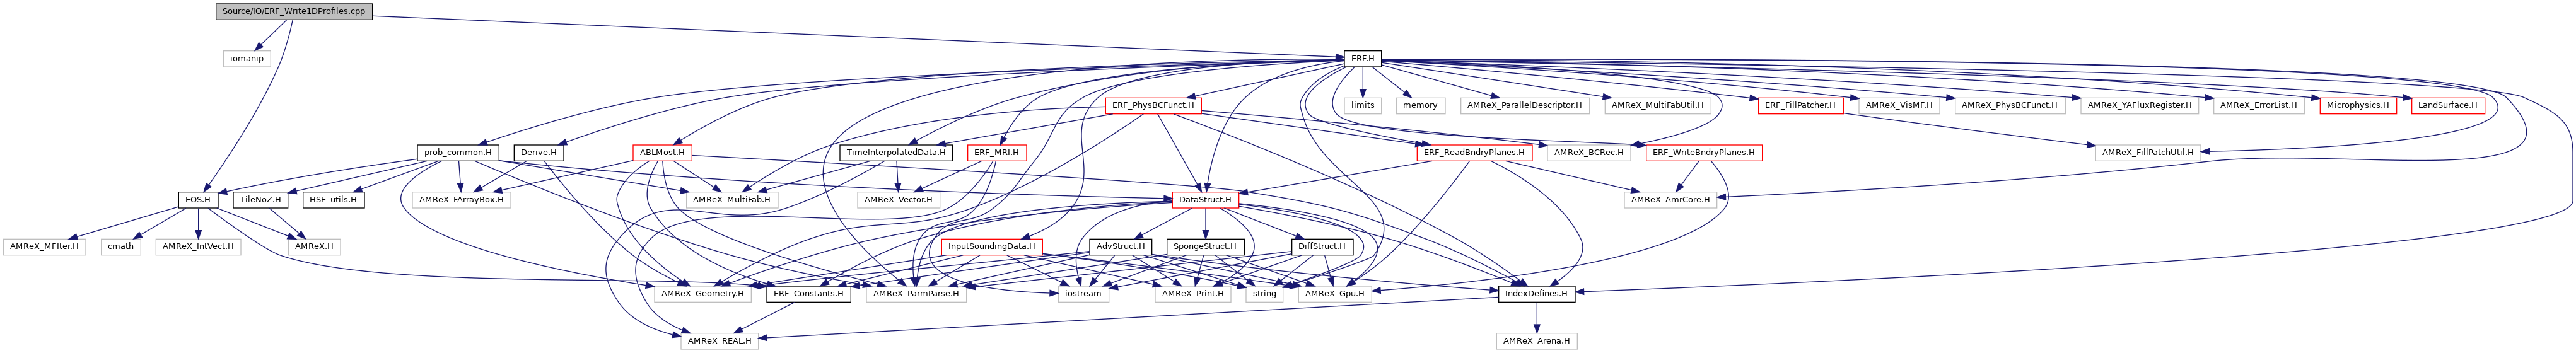 Source/IO/ERF_Write1DProfiles.cpp
iomanip
ERF.H
ERF_PhysBCFunct.H
limits
memory
AMReX_ParallelDescriptor.H
AMReX_MultiFabUtil.H
ERF_FillPatcher.H
AMReX_VisMF.H
AMReX_PhysBCFunct.H
AMReX_YAFluxRegister.H
AMReX_ErrorList.H
Microphysics.H
LandSurface.H
prob_common.H
Derive.H
ABLMost.H
TimeInterpolatedData.H
ERF_MRI.H
ERF_ReadBndryPlanes.H
AMReX_BCRec.H
ERF_WriteBndryPlanes.H
AMReX_FillPatchUtil.H
EOS.H
TileNoZ.H
HSE_utils.H
AMReX_FArrayBox.H
AMReX_MultiFab.H
AMReX_Vector.H
DataStruct.H
AMReX_AmrCore.H
AMReX_MFIter.H
cmath
AMReX_IntVect.H
AMReX.H
InputSoundingData.H
AdvStruct.H
SpongeStruct.H
DiffStruct.H
AMReX_Geometry.H
ERF_Constants.H
AMReX_ParmParse.H
iostream
AMReX_Print.H
string
AMReX_Gpu.H
IndexDefines.H
AMReX_REAL.H
AMReX_Arena.H